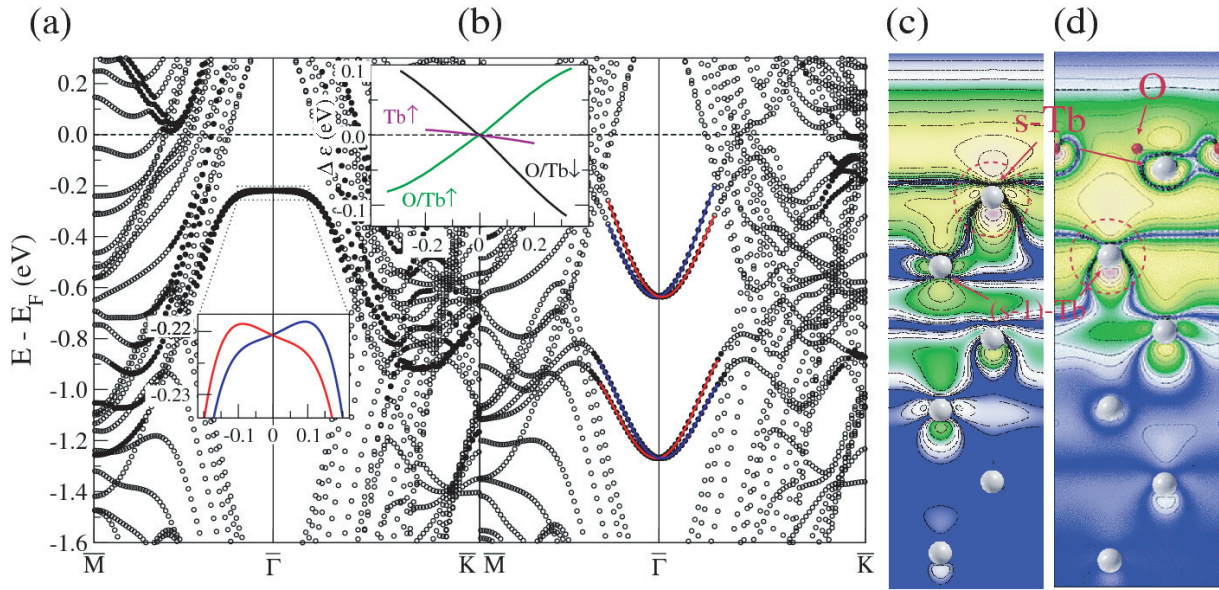 (a)
(b)
(c)
(d)
E - E_F (eV)
0.2
0.0
-0.2
-0.4
-0.6
-0.8
-1.0
-1.2
-1.4
-1.6
M̄
Γ̄
K̄
M̄
Γ̄
K̄
-0.22
-0.23
-0.1
0
0.1
Δ ε (eV)
0.1
0.0
-0.1
-0.2
0
0.2
Tb↑
O/Tb↓
O/Tb↑
O
s-Tb
(s-1)-Tb